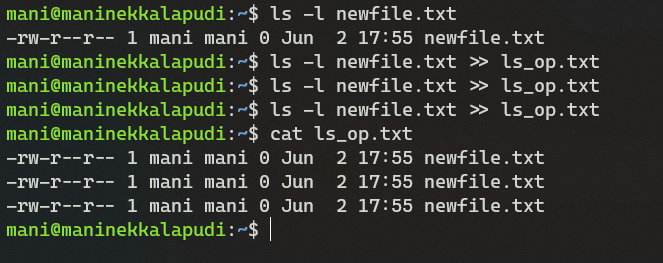 mani@maninekkalapudi:~$ ls -l newfile.txt
-rw-r--r-- 1 mani mani 0 Jun  2 17:55 newfile.txt
mani@maninekkalapudi:~$ ls -l newfile.txt >> ls_op.txt
mani@maninekkalapudi:~$ ls -l newfile.txt >> ls_op.txt
mani@maninekkalapudi:~$ ls -l newfile.txt >> ls_op.txt
mani@maninekkalapudi:~$ cat ls_op.txt
-rw-r--r-- 1 mani mani 0 Jun  2 17:55 newfile.txt
-rw-r--r-- 1 mani mani 0 Jun  2 17:55 newfile.txt
-rw-r--r-- 1 mani mani 0 Jun  2 17:55 newfile.txt
mani@maninekkalapudi:~$